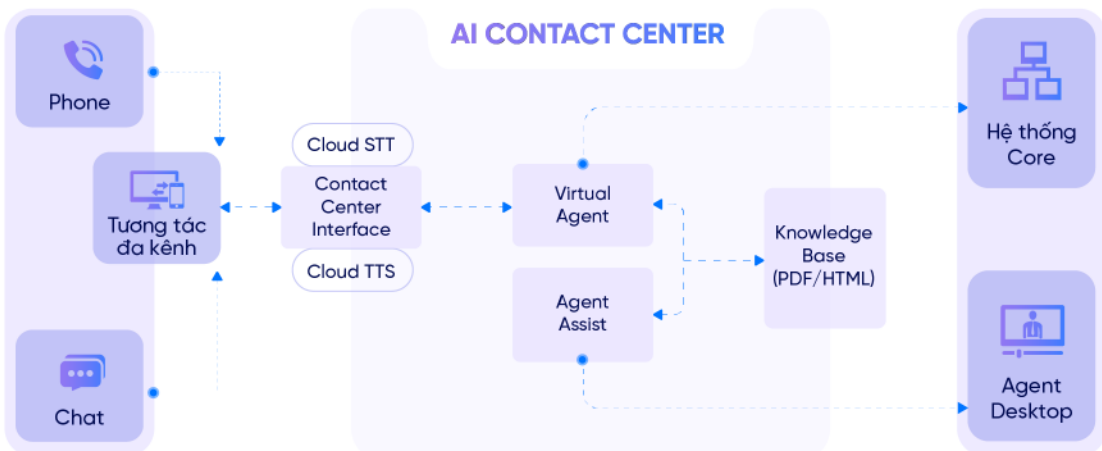 AI CONTACT CENTER
Phone
Tương tác
đa kênh
Chat
Cloud STT
Contact
Center
Interface
Cloud TTS
Virtual
Agent
Agent
Assist
Knowledge
Base
(PDF/HTML)
Hệ thống
Core
Agent
Desktop